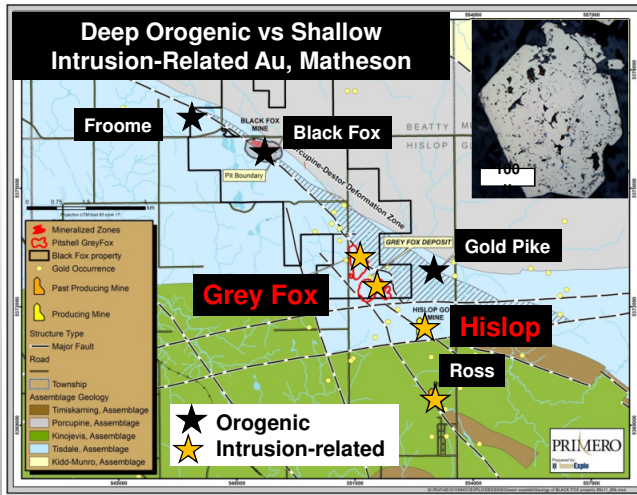 Deep Orogenic vs Shallow
Intrusion-Related Au, Matheson
Froome
BLACK FOX
MINE
Black Fox
BEATTY
HISLOP
100
Pit Boundary
Porcupine-Destor Deformation Zone
GREY FOX DEPOSIT
Gold Pike
Grey Fox
Hislop
MINE
Ross
Mineralized Zones
Pitshell GreyFox
Black Fox property
Gold Occurrence
Past Producing Mine
Producing Mine
Structure Type
Major Fault
Road
Township
Assemblage Geology
Timiskaming, Assemblage
Porcupine, Assemblage
Kinojevis, Assemblage
Tisdale, Assemblage
Kidd-Munro, Assemblage
Orogenic
Intrusion-related
PRIMERO
Prepared by:
InnovExplo